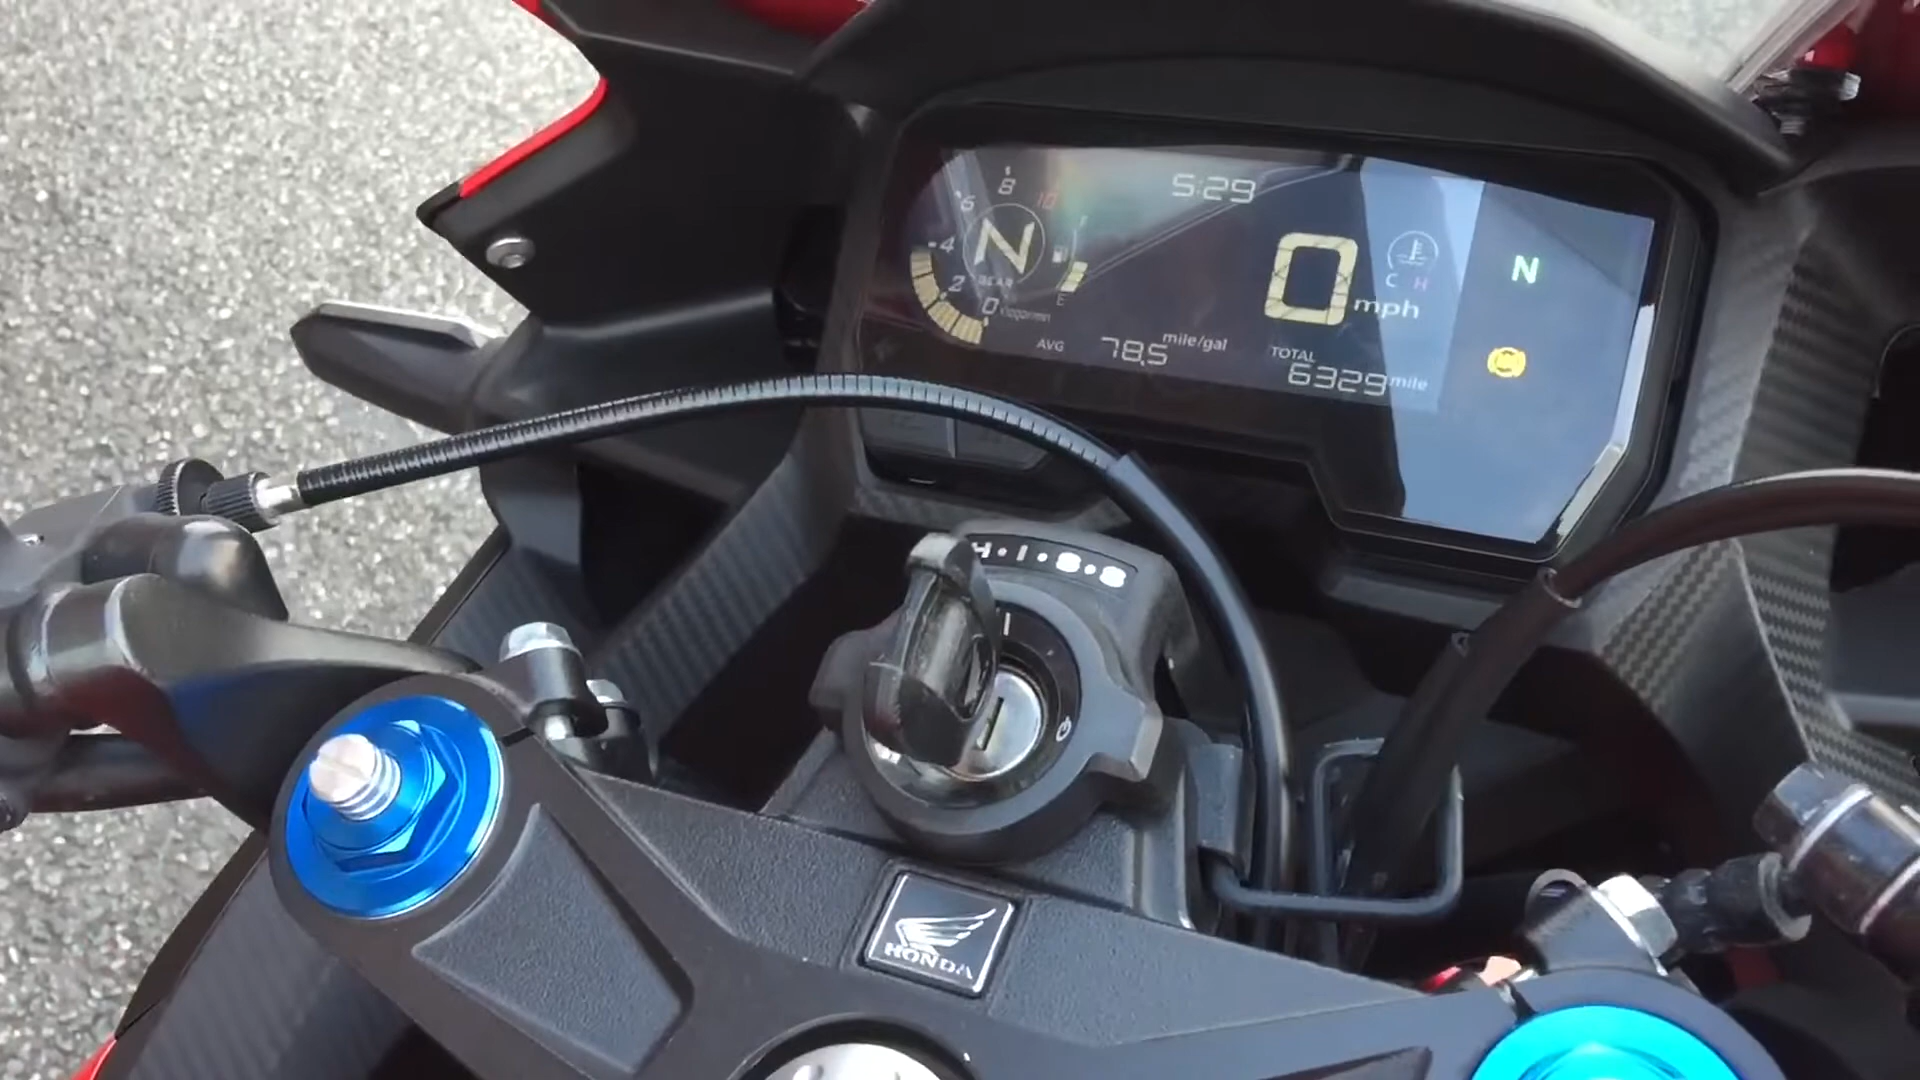 5:29
8
10
6
4
2
0
N
GEAR
x1000r/min
E
0
mph
C H
N
AVG 78.5 mile/gal
TOTAL
6329 mile
H·I·S·S
HONDA